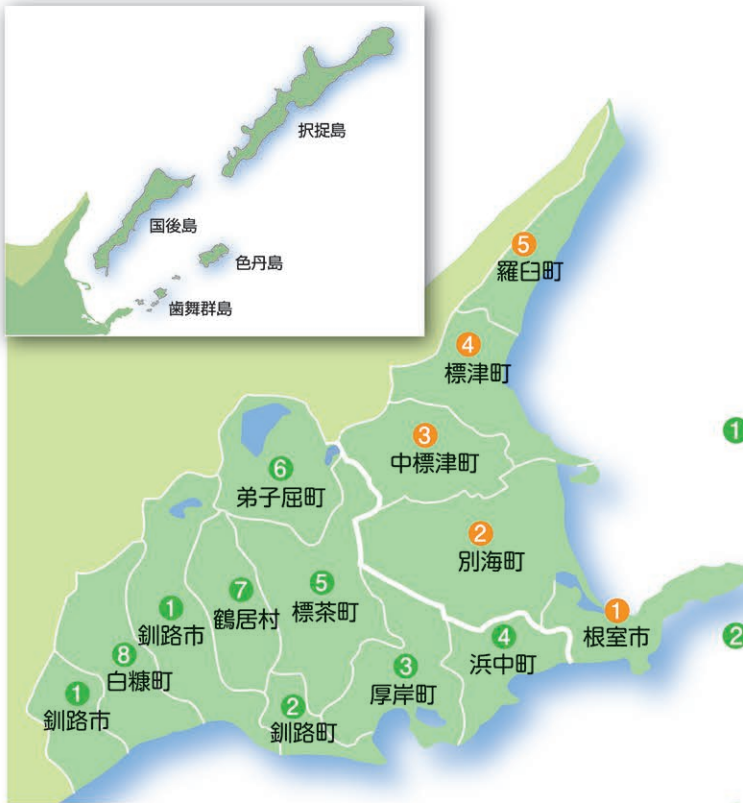 択捉島
国後島
色丹島
歯舞群島
5
羅臼町
4
標津町
3
中標津町
1
6
弟子屈町
2
別海町
5
標茶町
7
鶴居村
1
釧路市
1
根室市
2
4
浜中町
3
厚岸町
8
白糠町
1
釧路市
2
釧路町